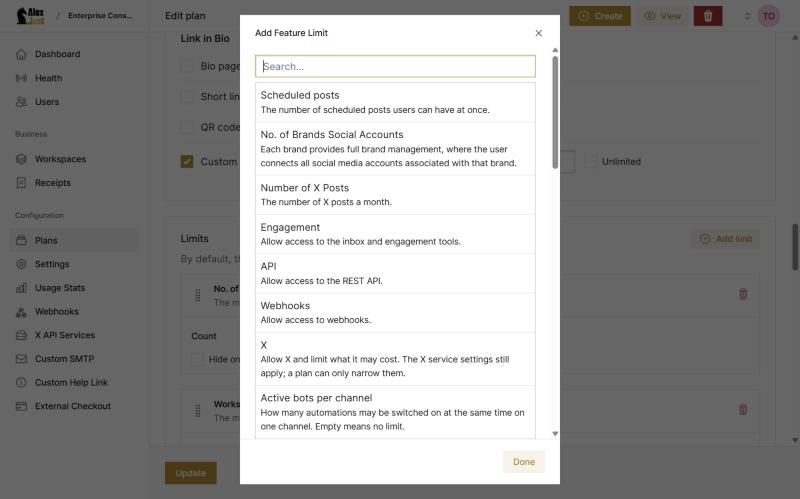 Alex
Just
/
Enterprise Cons...
/
Edit plan
Create
View
TO
Dashboard
Health
Users
Business
Workspaces
Receipts
Configuration
Plans
Settings
Usage Stats
Webhooks
X API Services
Custom SMTP
Custom Help Link
External Checkout
Link in Bio
Bio page
Short lin
QR code
Custom
Unlimited
Limits
Add limit
By default, th
No. of
The m
Count
Hide on
Works
The m
Update
Add Feature Limit
Search...
Scheduled posts
The number of scheduled posts users can have at once.
No. of Brands Social Accounts
Each brand provides full brand management, where the user
connects all social media accounts associated with that brand.
Number of X Posts
The number of X posts a month.
Engagement
Allow access to the inbox and engagement tools.
API
Allow access to the REST API.
Webhooks
Allow access to webhooks.
X
Allow X and limit what it may cost. The X service settings still
apply; a plan can only narrow them.
Active bots per channel
How many automations may be switched on at the same time on
one channel. Empty means no limit.
Done